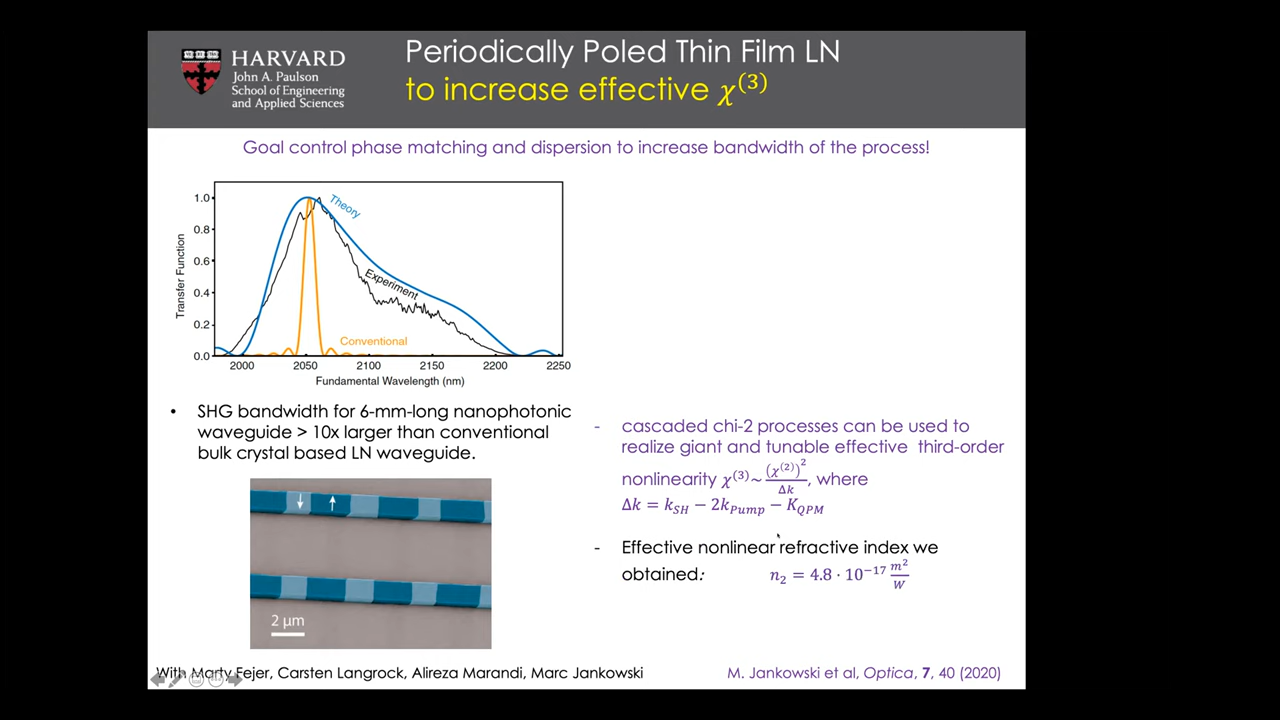 HARVARD
John A. Paulson
School of Engineering
and Applied Sciences
Periodically Poled Thin Film LN
to increase effective χ⁽³⁾
Goal control phase matching and dispersion to increase bandwidth of the process!
Transfer Function
1.0
0.8
0.6
0.4
0.2
0.0
Theory
Experiment
Conventional
2000 2050 2100 2150 2200 2250
Fundamental Wavelength (nm)
• SHG bandwidth for 6-mm-long nanophotonic
waveguide > 10x larger than conventional
bulk crystal based LN waveguide.
2 μm
- cascaded chi-2 processes can be used to
realize giant and tunable effective third-order
nonlinearity χ⁽³⁾~ (χ⁽²⁾)²/Δk, where
Δk = k_SH − 2k_Pump − K_QPM
- Effective nonlinear refractive index we
obtained: n₂ = 4.8 · 10⁻¹⁷ m²/W
With Marty Fejer, Carsten Langrock, Alireza Marandi, Marc Jankowski
M. Jankowski et al, Optica, 7, 40 (2020)